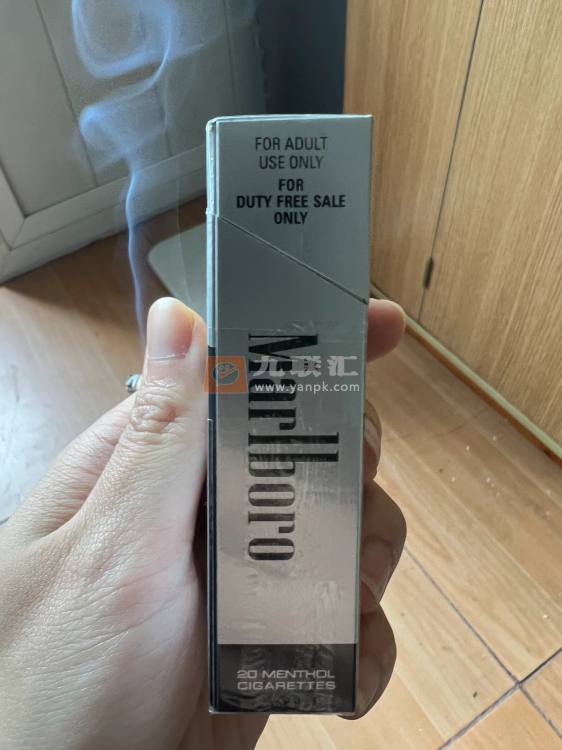 FOR ADULT
USE ONLY
FOR
DUTY FREE SALE
ONLY
Marlboro
九联汇
www.yanpk.com
20 MENTHOL
CIGARETTES